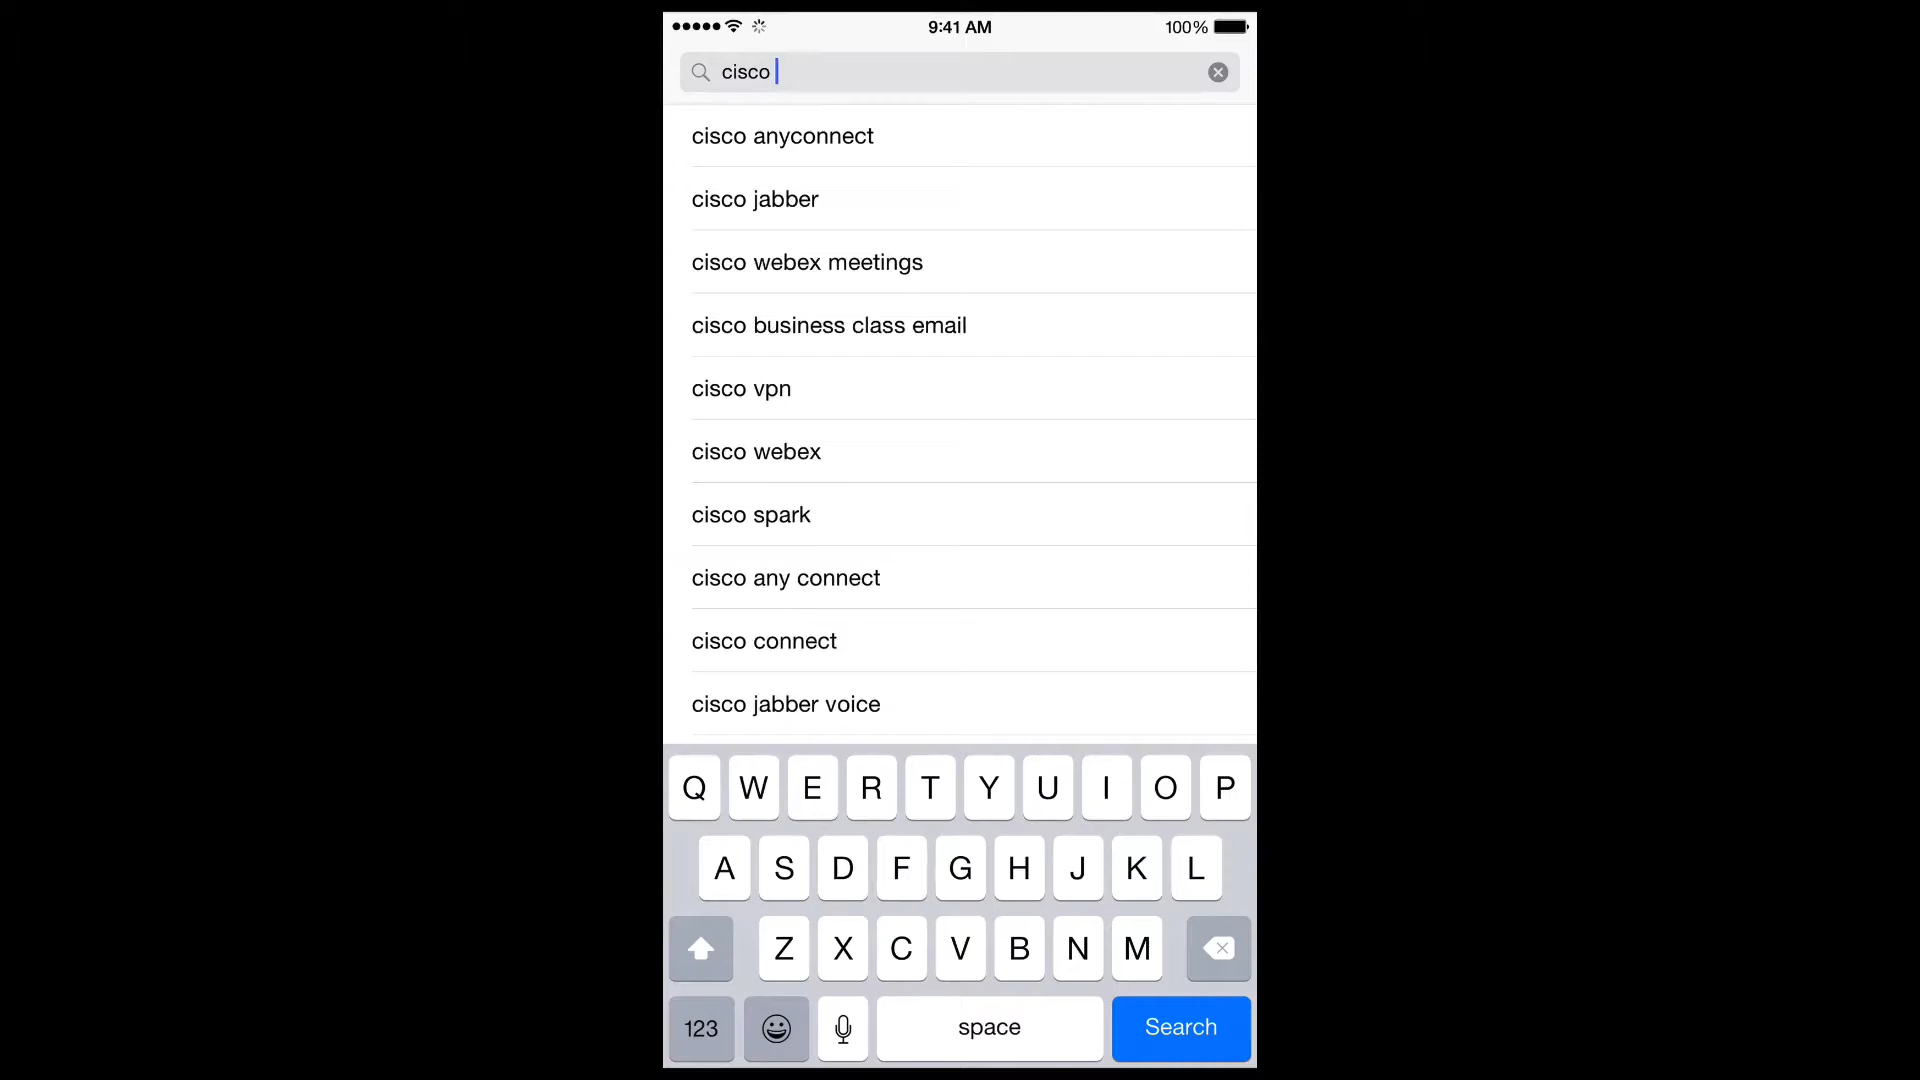 9:41 AM 100%
cisco
cisco anyconnect
cisco jabber
cisco webex meetings
cisco business class email
cisco vpn
cisco webex
cisco spark
cisco any connect
cisco connect
cisco jabber voice
Q W E R T Y U I O P
A S D F G H J K L
Z X C V B N M
123 space Search